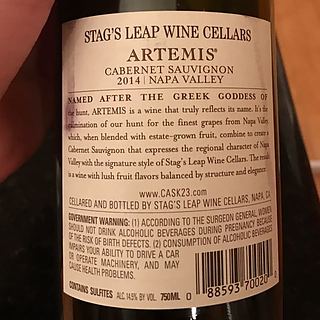 STAG'S LEAP WINE CELLARS
ARTEMIS®
CABERNET SAUVIGNON
2014 | NAPA VALLEY
NAMED AFTER THE GREEK GODDESS OF
the hunt, ARTEMIS is a wine that truly reflects its name. It's the
culmination of our hunt for the finest grapes from Napa Valley
which, when blended with estate-grown fruit, combine to create a
Cabernet Sauvignon that expresses the regional character of Napa
Valley with the signature style of Stag's Leap Wine Cellars. The result
is a wine with lush fruit flavors balanced by structure and elegance.
WWW.CASK23.COM
CELLARED AND BOTTLED BY STAG'S LEAP WINE CELLARS, NAPA, CA
GOVERNMENT WARNING: (1) ACCORDING TO THE SURGEON GENERAL, WOMEN
SHOULD NOT DRINK ALCOHOLIC BEVERAGES DURING PREGNANCY BECAUSE
OF THE RISK OF BIRTH DEFECTS. (2) CONSUMPTION OF ALCOHOLIC BEVERAGES
IMPAIRS YOUR ABILITY TO DRIVE A CAR
OR OPERATE MACHINERY, AND MAY
CAUSE HEALTH PROBLEMS.
CONTAINS SULFITES ALC. 14.5% BY VOL. 750ML
0 88593 70020 0